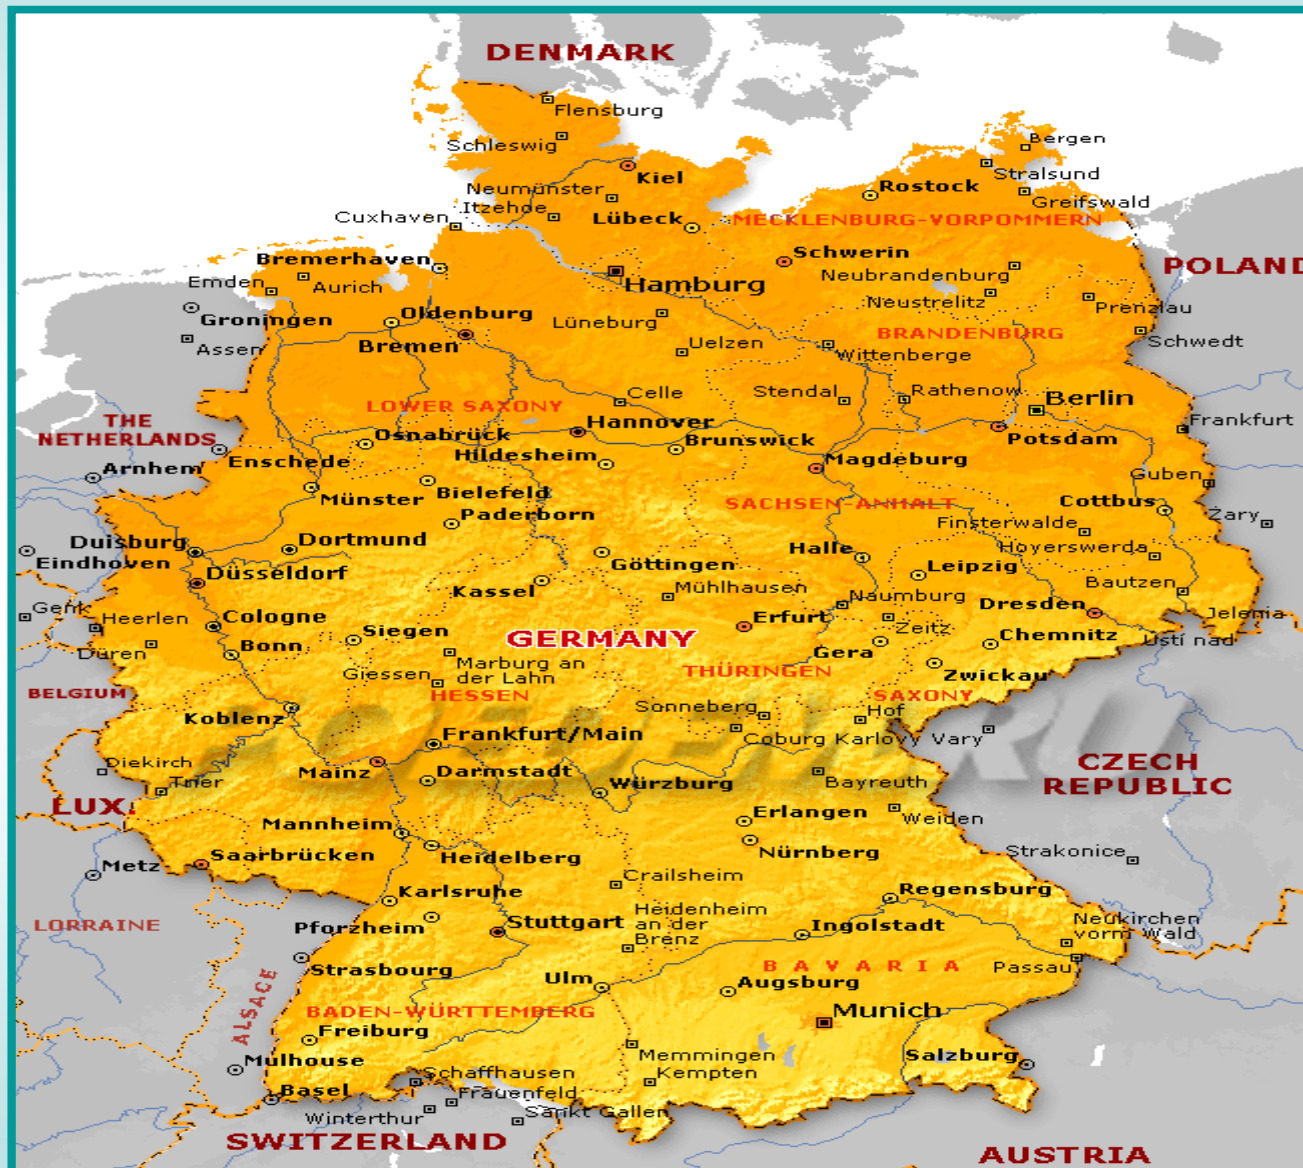 DENMARK
Flensburg
Schleswig
Bergen
Kiel
Stralsund
Neumünster
Rostock
Greifswald
Itzehoe
Cuxhaven
Lübeck
MECKLENBURG-VORPOMMERN
Schwerin
Bremerhaven
POLAND
Neubrandenburg
Emden
Aurich
Hamburg
Neustrelitz
Prenzlau
Groningen
Oldenburg
Lüneburg
BRANDENBURG
Schwedt
Assen
Bremen
Uelzen
Wittenberge
Celle
Stendal
Rathenow
Berlin
LOWER SAXONY
THE
NETHERLANDS
Hannover
Frankfurt
Osnabrück
Brunswick
Potsdam
Enschede
Hildesheim
Magdeburg
Arnhem
Guben
Münster
Bielefeld
SACHSEN-ANHALT
Cottbus
Paderborn
Finsterwalde
Żary
Duisburg
Dortmund
Halle
Hoyerswerda
Eindhoven
Göttingen
Leipzig
Düsseldorf
Kassel
Mühlhausen
Bautzen
Naumburg
Dresden
Genk
Heerlen
Cologne
Erfurt
Jelenia
Siegen
GERMANY
Zeitz
Chemnitz
Ústí nad
Düren
Bonn
Gera
Marburg an
der Lahn
Giessen
THÜRINGEN
Zwickau
BELGIUM
HESSEN
SAXONY
Koblenz
Sonneberg
Hof
Frankfurt/Main
Coburg
Karlovy Vary
Diekirch
Mainz
Darmstadt
Bayreuth
CZECH
REPUBLIC
Trier
Würzburg
LUX.
Erlangen
Weiden
Mannheim
Nürnberg
Metz
Saarbrücken
Heidelberg
Strakonice
Crailsheim
Karlsruhe
Regensburg
LORRAINE
Pforzheim
Stuttgart
Heidenheim
an der
Brenz
Ingolstadt
Neukirchen
vorm Wald
Strasbourg
BAVARIA
Passau
Ulm
Augsburg
ALSACE
BADEN-WÜRTTEMBERG
Munich
Freiburg
Mulhouse
Memmingen
Salzburg
Schaffhausen
Kempten
Basel
Frauenfeld
Winterthur
Sankt Gallen
SWITZERLAND
AUSTRIA